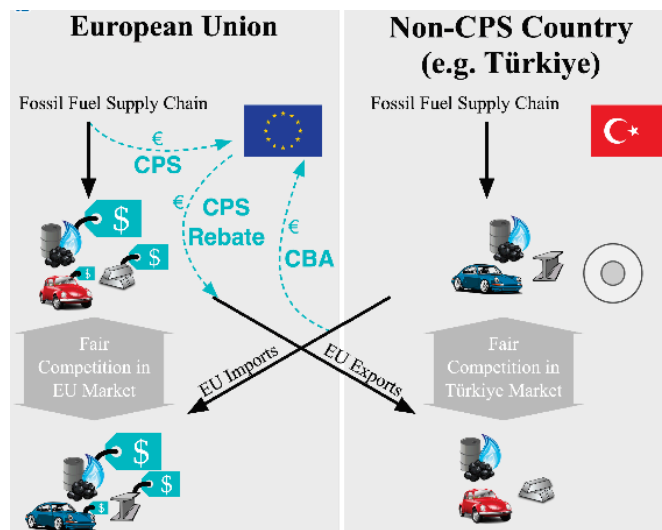 European Union
Non-CPS Country
(e.g. Türkiye)
Fossil Fuel Supply Chain
Fossil Fuel Supply Chain
€
CPS
€
CPS
Rebate
€
CBA
$
$
$
Fair
Competition in
EU Market
EU Imports
EU Exports
Fair
Competition in
Türkiye Market
$
$
$